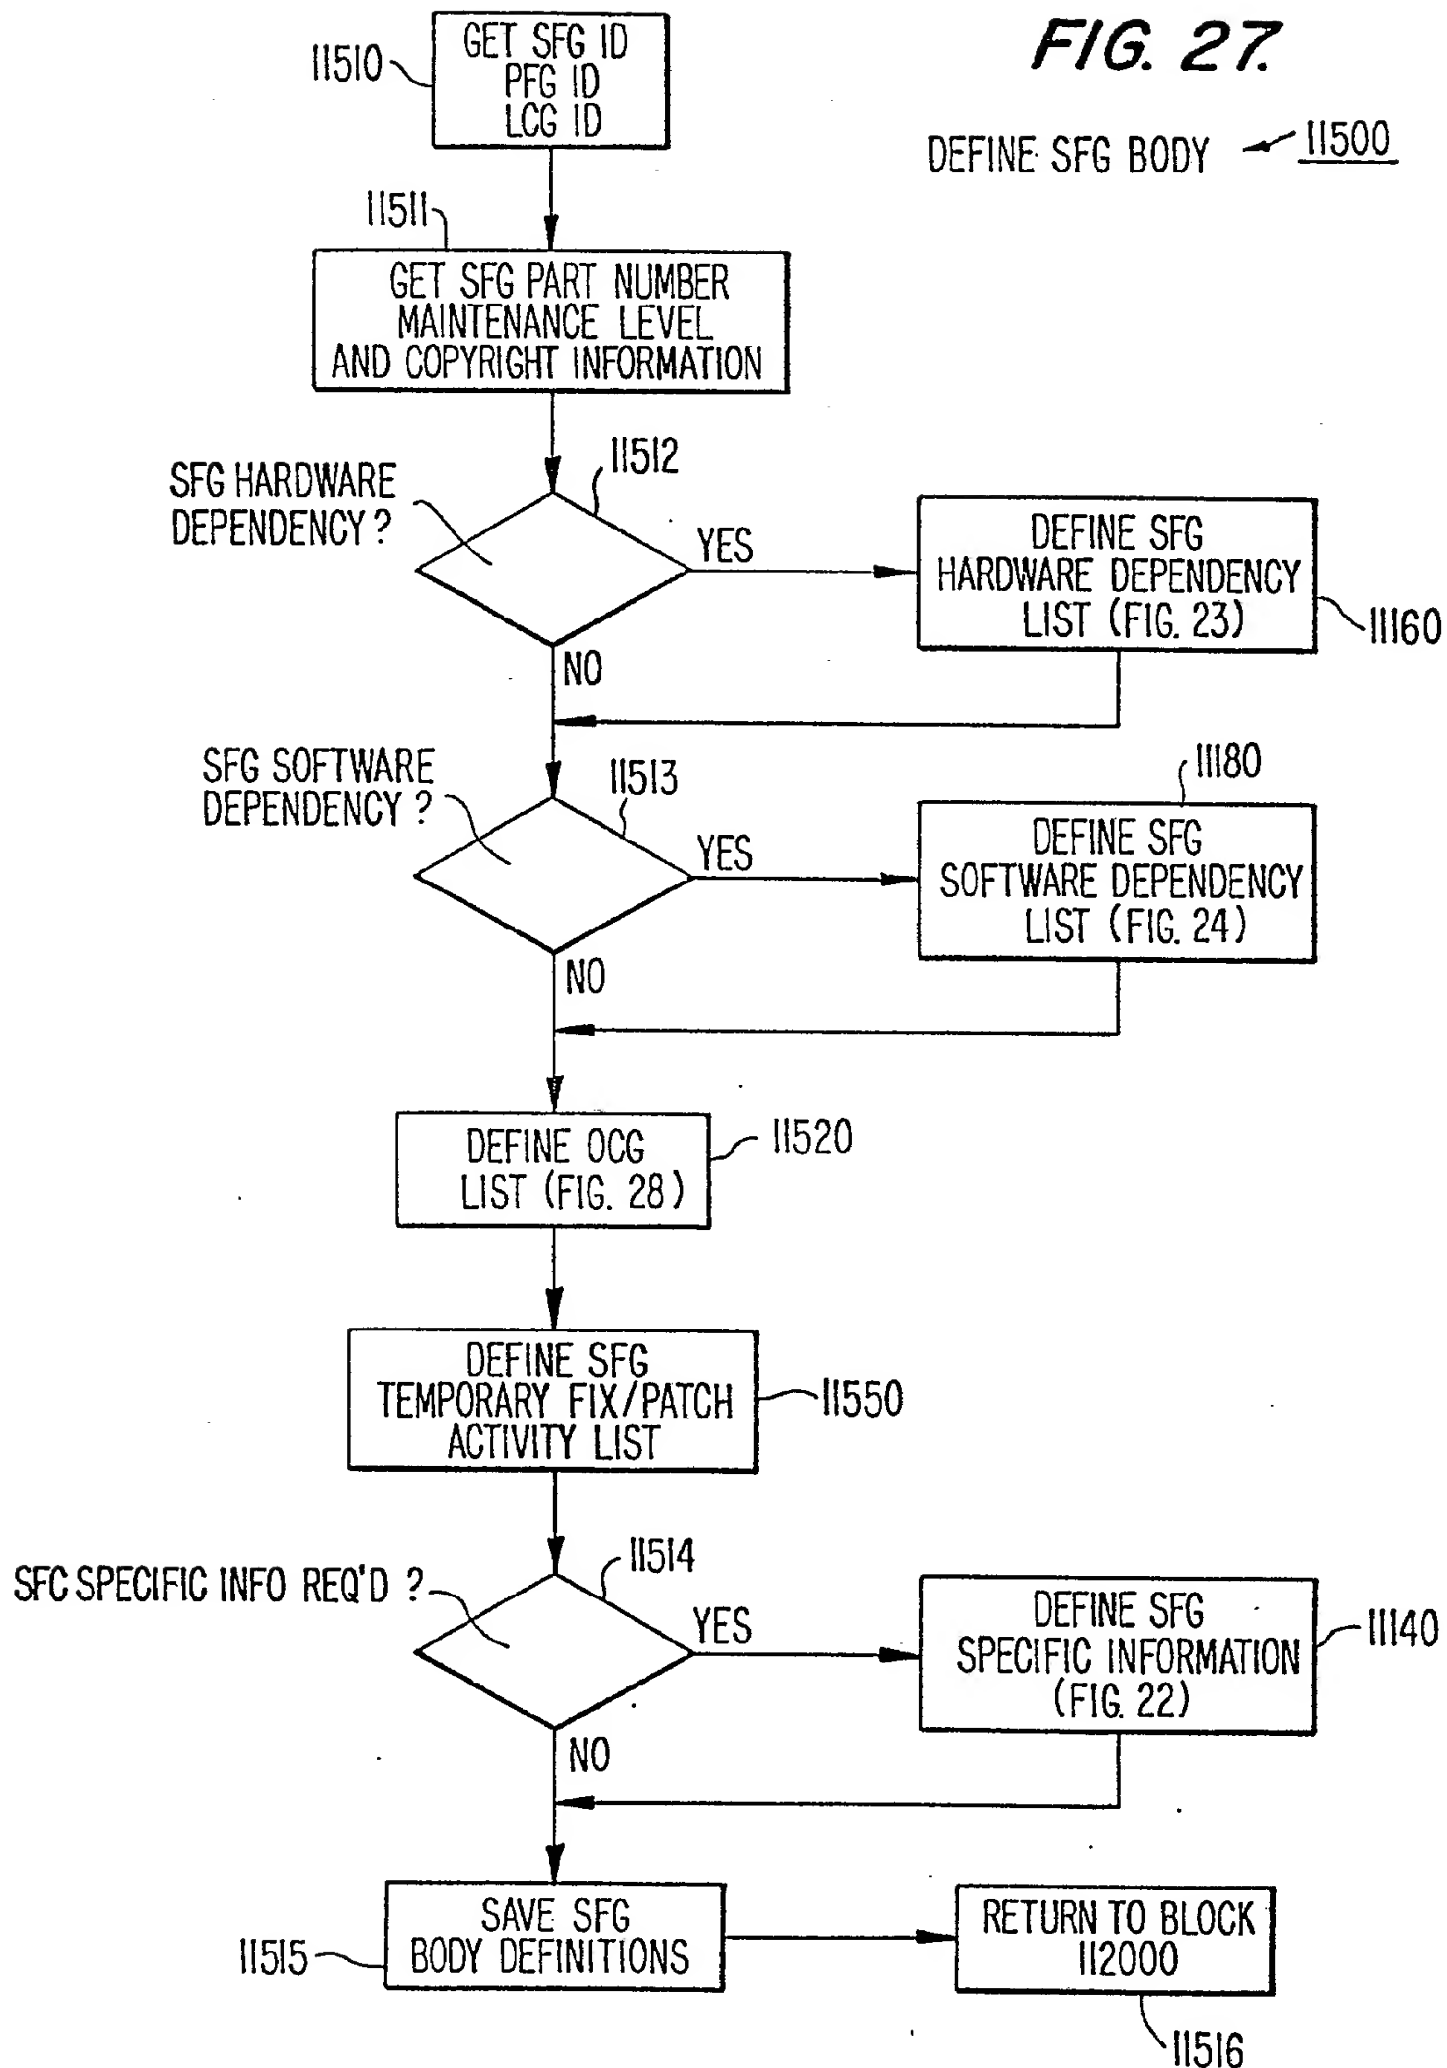 FIG. 27.
DEFINE SFG BODY
11500
11510
GET SFG ID
PFG ID
LCG ID
11511
GET SFG PART NUMBER
MAINTENANCE LEVEL
AND COPYRIGHT INFORMATION
SFG HARDWARE
DEPENDENCY ?
11512
YES
NO
DEFINE SFG
HARDWARE DEPENDENCY
LIST (FIG. 23)
11160
SFG SOFTWARE
DEPENDENCY ?
11513
YES
NO
11180
DEFINE SFG
SOFTWARE DEPENDENCY
LIST (FIG. 24)
DEFINE OCG
LIST (FIG. 28)
11520
DEFINE SFG
TEMPORARY FIX/PATCH
ACTIVITY LIST
11550
SFC SPECIFIC INFO REQ'D ?
11514
YES
NO
DEFINE SFG
SPECIFIC INFORMATION
(FIG. 22)
11140
SAVE SFG
BODY DEFINITIONS
11515
RETURN TO BLOCK
112000
11516